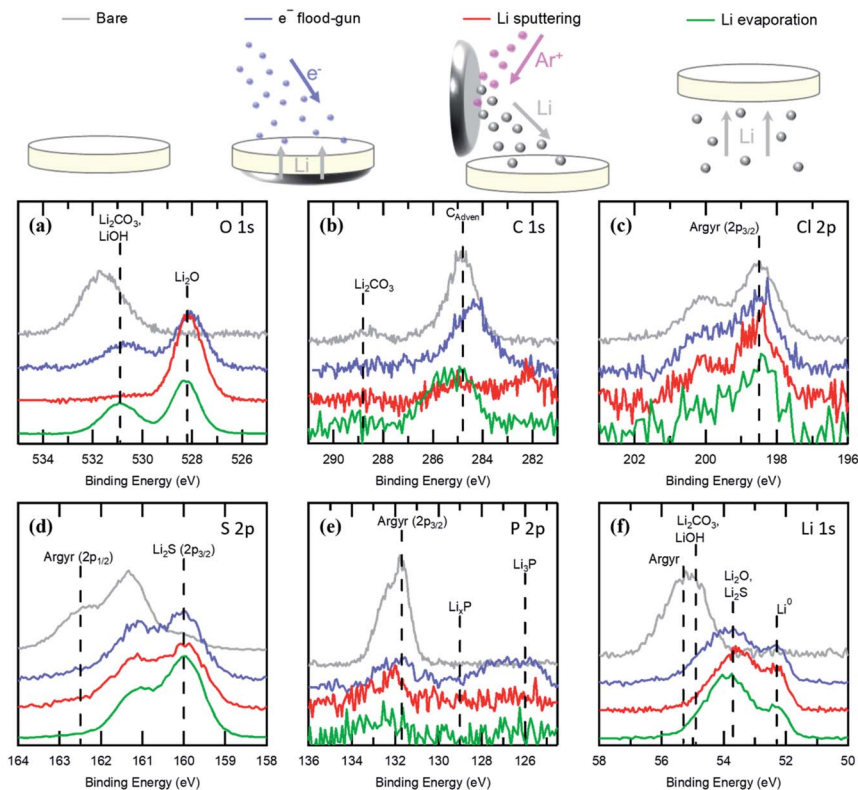 Bare
e⁻ flood-gun
Li sputtering
Li evaporation
e-
Li
Ar⁺
Li
Li
(a)
Li₂CO₃,
LiOH
O 1s
Li₂O
534 532 530 528 526
Binding Energy (eV)
(b)
C_Adven
C 1s
Li₂CO₃
290 288 286 284 282
Binding Energy (eV)
(c)
Argyr (2p₃/₂)
Cl 2p
202 200 198 196
Binding Energy (eV)
(d)
S 2p
Argyr (2p₁/₂)
Li₂S (2p₃/₂)
164 163 162 161 160 159 158
Binding Energy (eV)
(e)
Argyr (2p₃/₂)
P 2p
LiₓP
Li₃P
136 134 132 130 128 126
Binding Energy (eV)
(f)
Li₂CO₃,
LiOH
Li 1s
Argyr
Li₂O,
Li₂S
Li⁰
58 56 54 52 50
Binding Energy (eV)